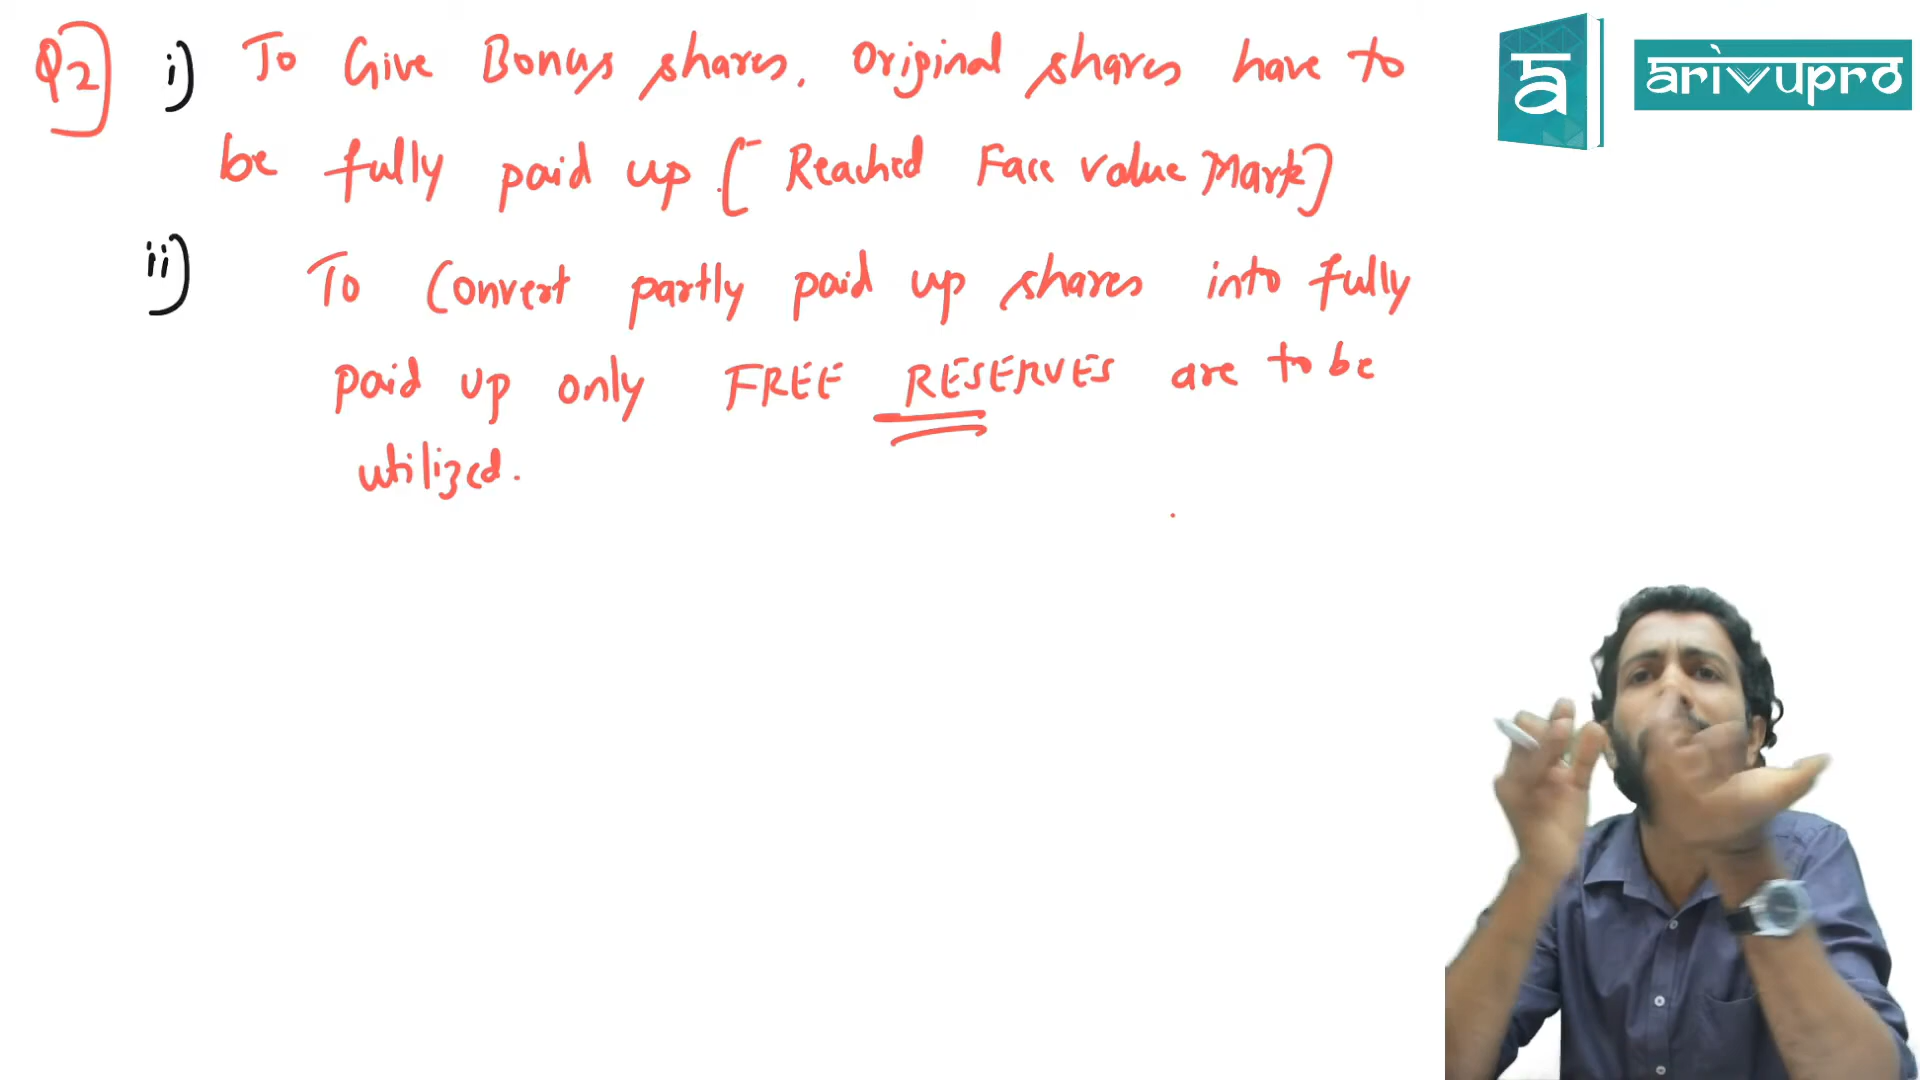 Q2] i) To Give Bonus shares. Original shares have to
be fully paid up [Reached Face value Mark]
ii) To Convert partly paid up shares into fully
paid up only FREE RESERVES are to be
utilized.
arivupro